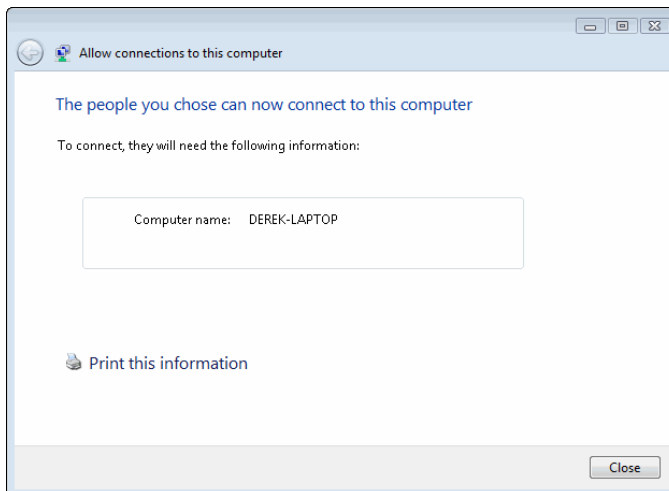 Allow connections to this computer
The people you chose can now connect to this computer
To connect, they will need the following information:
Computer name: DEREK-LAPTOP
Print this information
Close